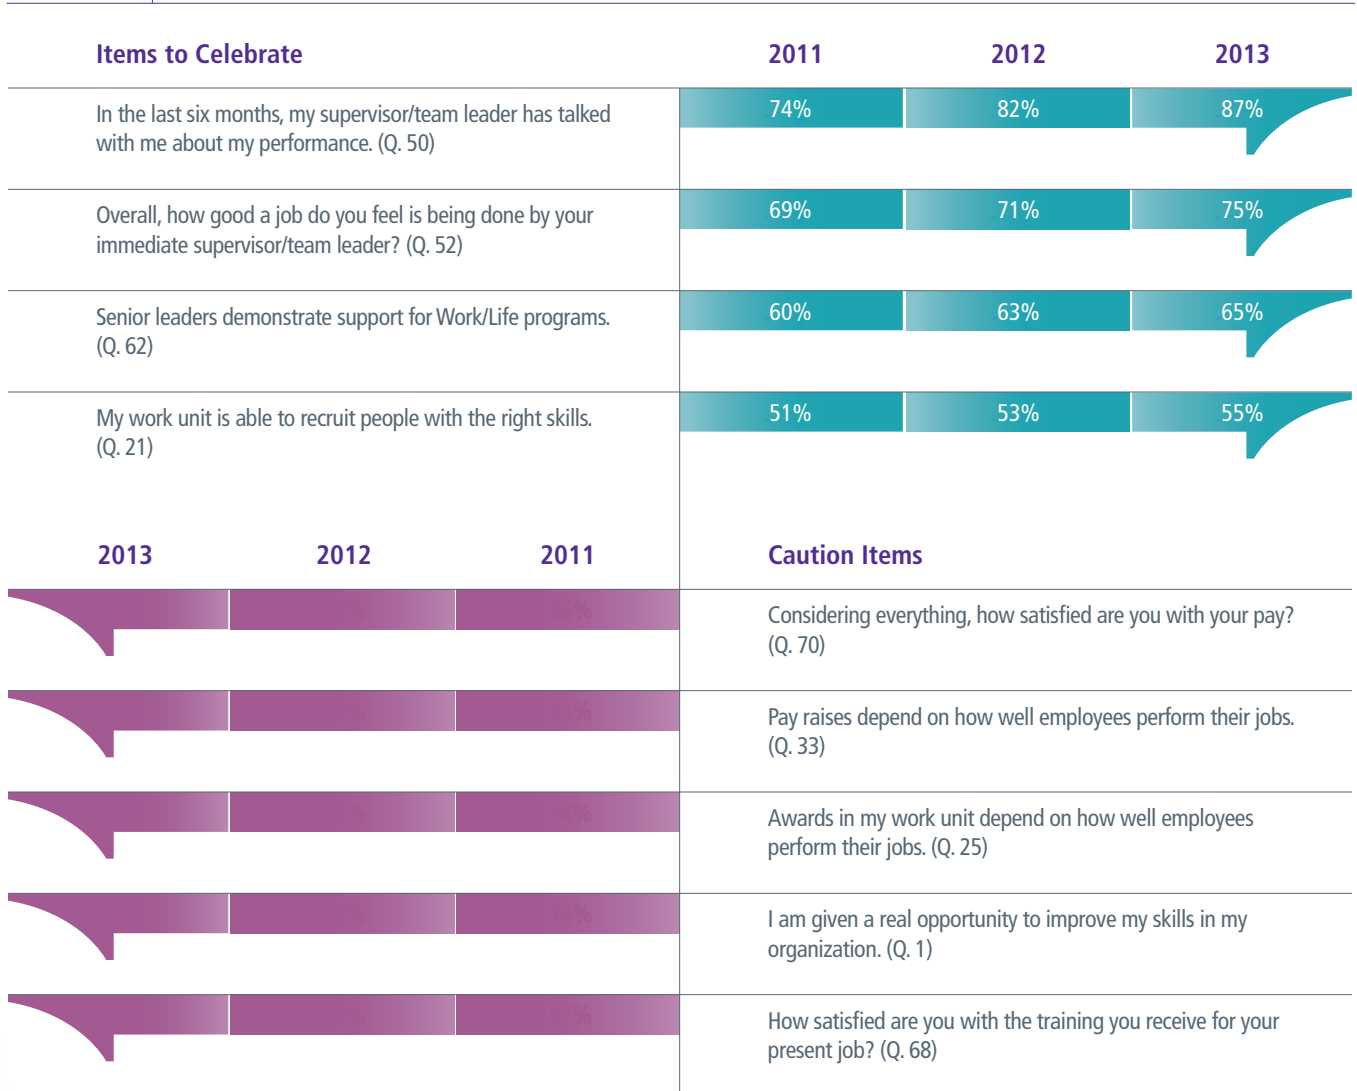 Items to Celebrate 2011 2012 2013
In the last six months, my supervisor/team leader has talked
with me about my performance. (Q. 50)
74% 82% 87%
Overall, how good a job do you feel is being done by your
immediate supervisor/team leader? (Q. 52)
69% 71% 75%
Senior leaders demonstrate support for Work/Life programs.
(Q. 62)
60% 63% 65%
My work unit is able to recruit people with the right skills.
(Q. 21)
51% 53% 55%
2013 2012 2011 Caution Items
Considering everything, how satisfied are you with your pay?
(Q. 70)
Pay raises depend on how well employees perform their jobs.
(Q. 33)
Awards in my work unit depend on how well employees
perform their jobs. (Q. 25)
44%
I am given a real opportunity to improve my skills in my
organization. (Q. 1)
74%
How satisfied are you with the training you receive for your
present job? (Q. 68)
57%